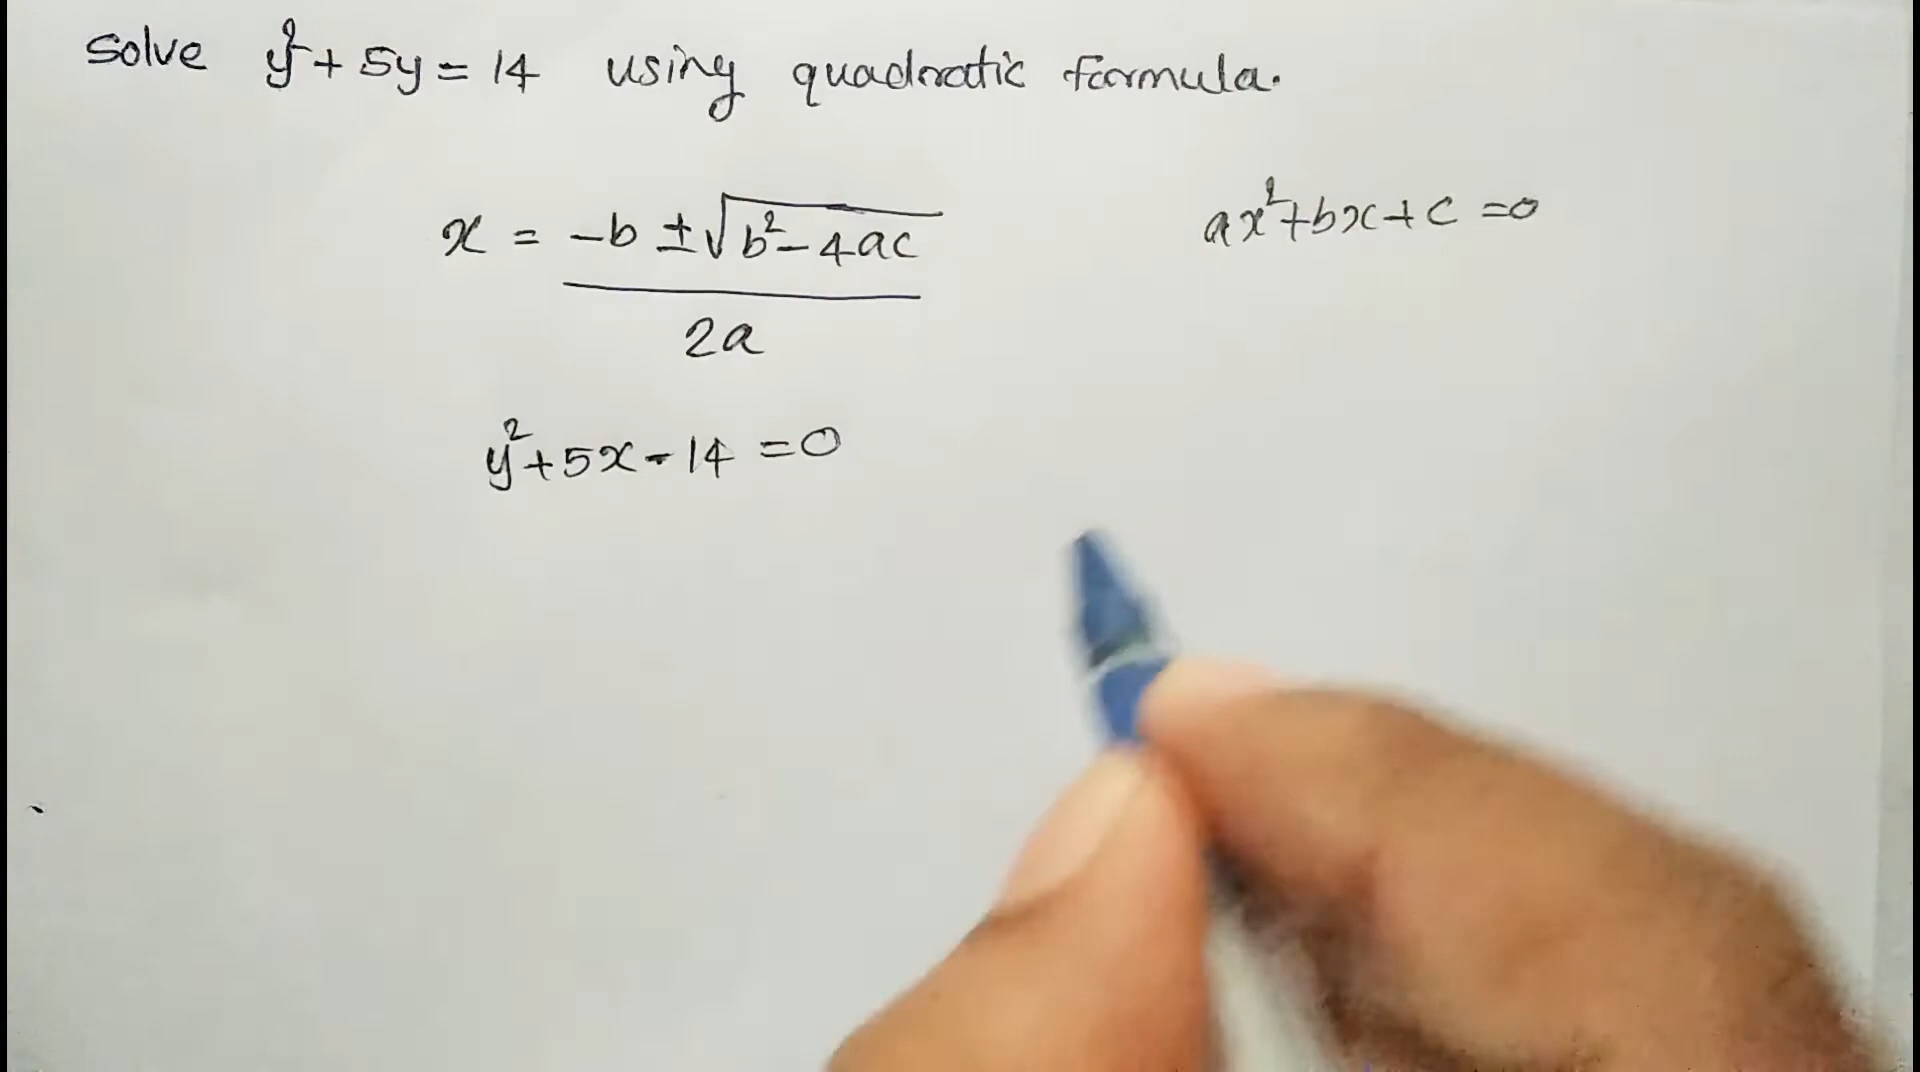 Solve y²+5y=14 using quadratic formula.
x = -b ±√b²-4ac / 2a
ax²+bx+c=0
y²+5x-14=0